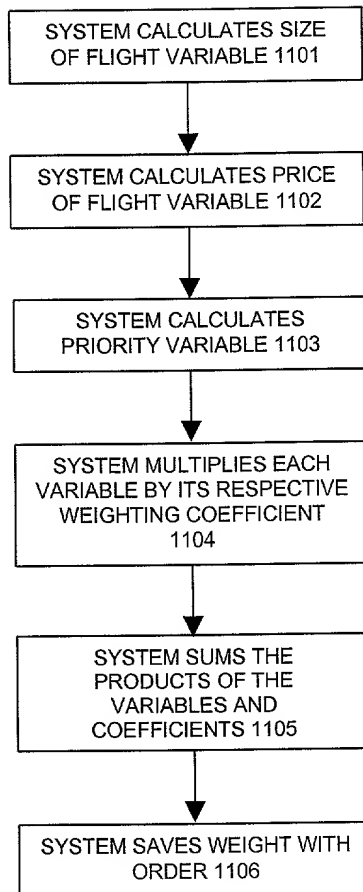 SYSTEM CALCULATES SIZE
OF FLIGHT VARIABLE 1101
SYSTEM CALCULATES PRICE
OF FLIGHT VARIABLE 1102
SYSTEM CALCULATES
PRIORITY VARIABLE 1103
SYSTEM MULTIPLIES EACH
VARIABLE BY ITS RESPECTIVE
WEIGHTING COEFFICIENT
1104
SYSTEM SUMS THE
PRODUCTS OF THE
VARIABLES AND
COEFFICIENTS 1105
SYSTEM SAVES WEIGHT WITH
ORDER 1106